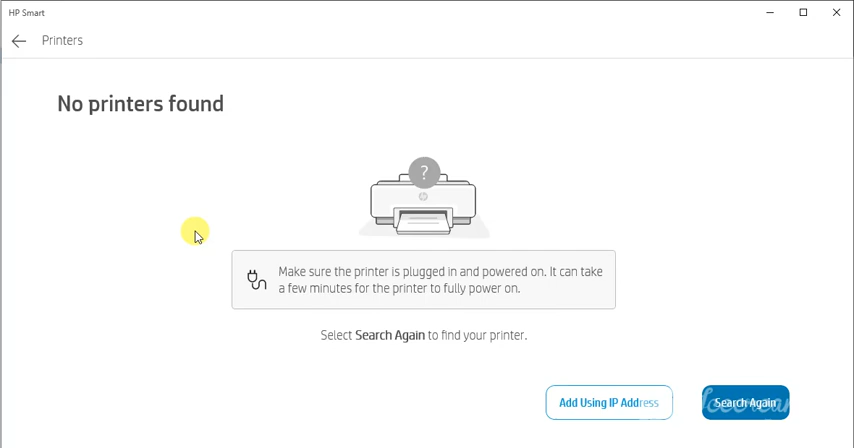 HP Smart
Printers
No printers found
?
hp
Make sure the printer is plugged in and powered on. It can take
a few minutes for the printer to fully power on.
Select Search Again to find your printer.
Add Using IP Address
Search Again